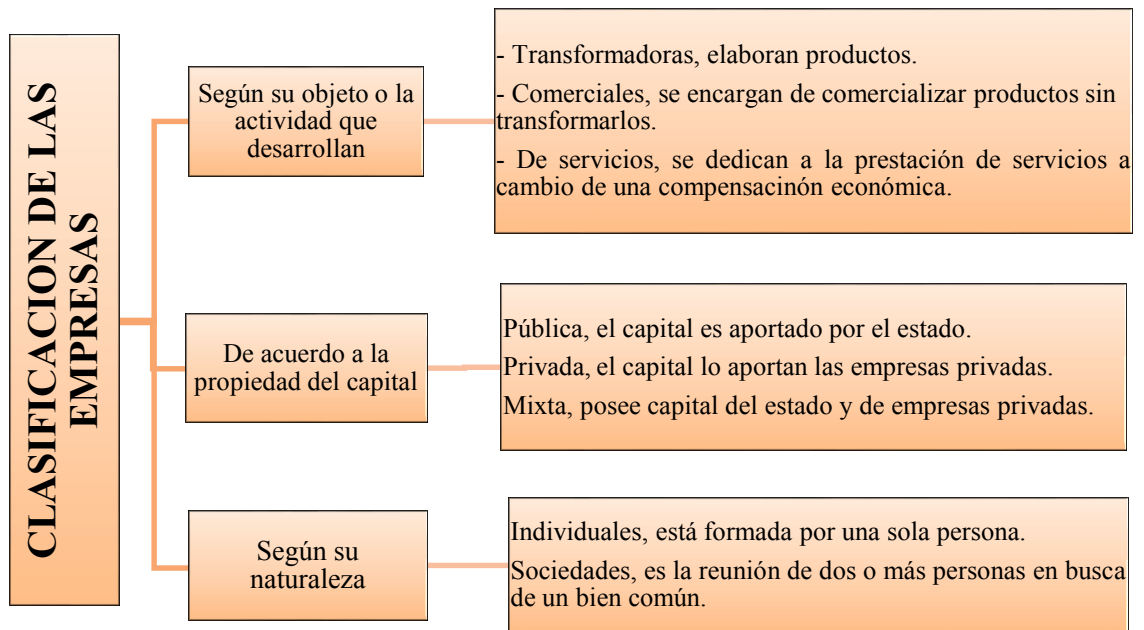 CLASIFICACION DE LAS
EMPRESAS
Según su objeto o la
actividad que
desarrollan
- Transformadoras, elaboran productos.
- Comerciales, se encargan de comercializar productos sin
transformarlos.
- De servicios, se dedican a la prestación de servicios a
cambio de una compensacinón económica.
De acuerdo a la
propiedad del capital
Pública, el capital es aportado por el estado.
Privada, el capital lo aportan las empresas privadas.
Mixta, posee capital del estado y de empresas privadas.
Según su
naturaleza
Individuales, está formada por una sola persona.
Sociedades, es la reunión de dos o más personas en busca
de un bien común.